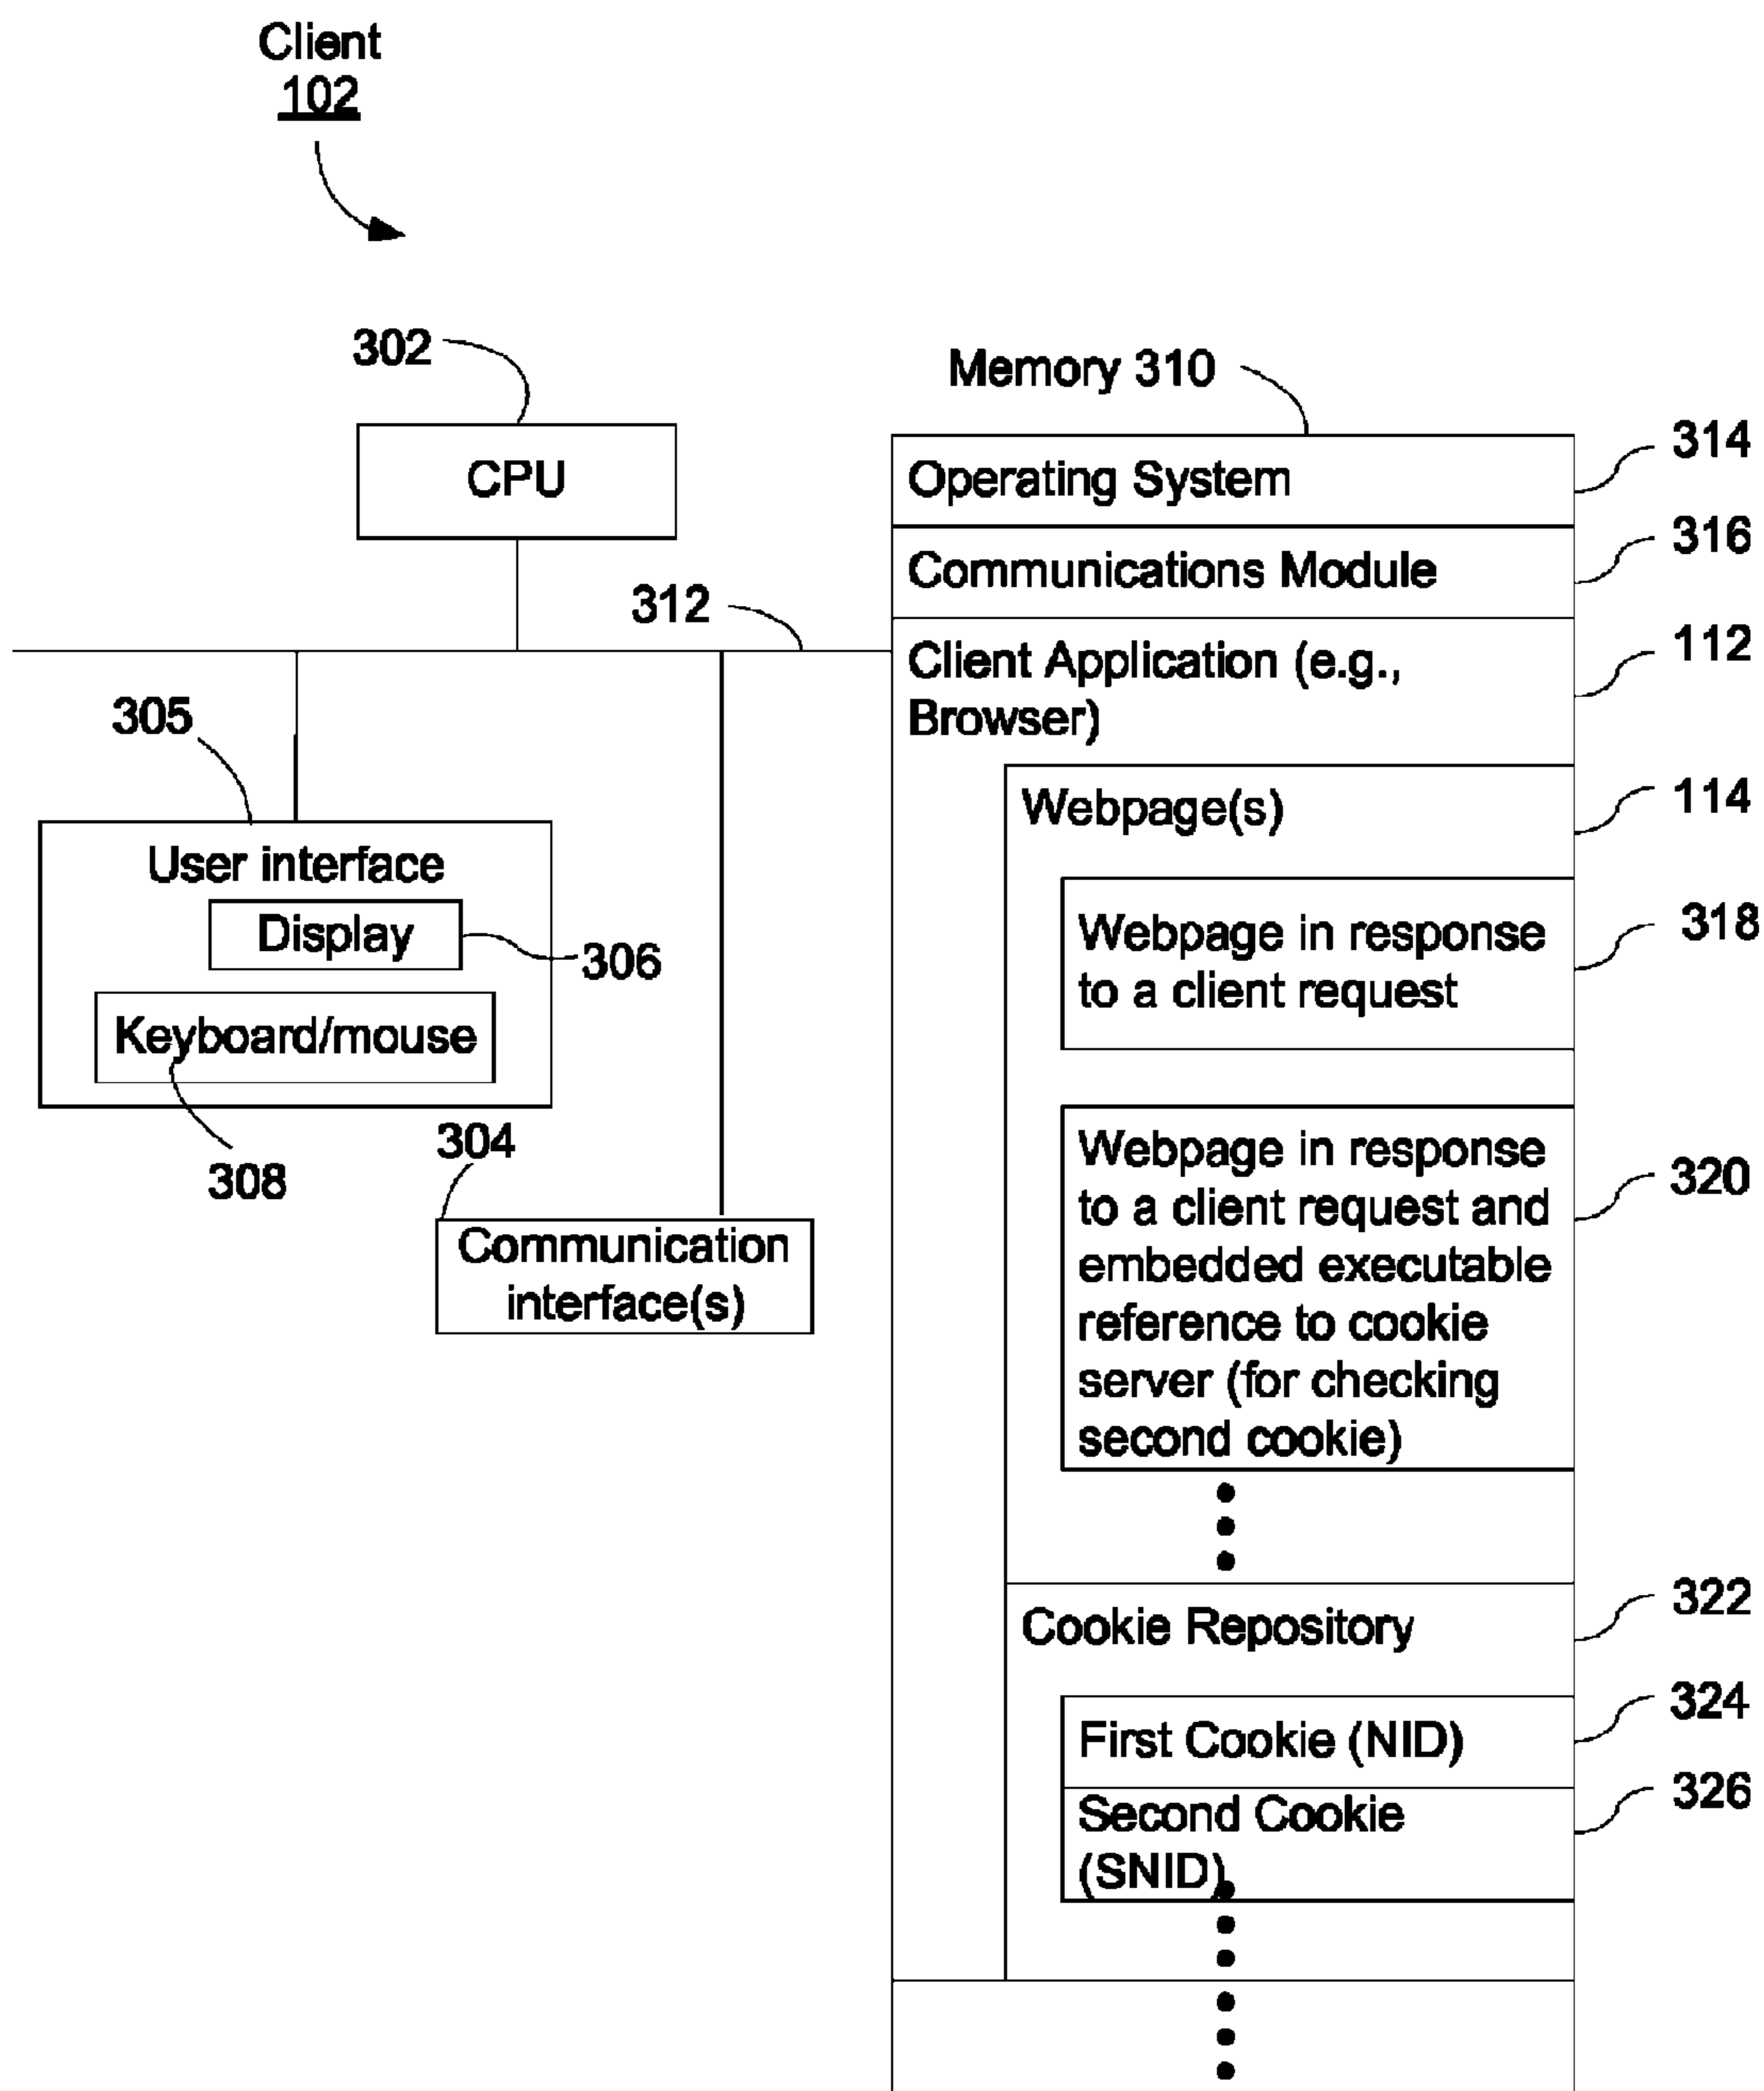 Client
102
302
CPU
312
305
User interface
Display
306
Keyboard/mouse
308
304
Communication
interface(s)
Memory 310
Operating System
314
Communications Module
316
Client Application (e.g.,
Browser)
112
Webpage(s)
114
Webpage in response
to a client request
318
Webpage in response
to a client request and
embedded executable
reference to cookie
server (for checking
second cookie)
320
Cookie Repository
322
First Cookie (NID)
324
Second Cookie
(SNID)
326